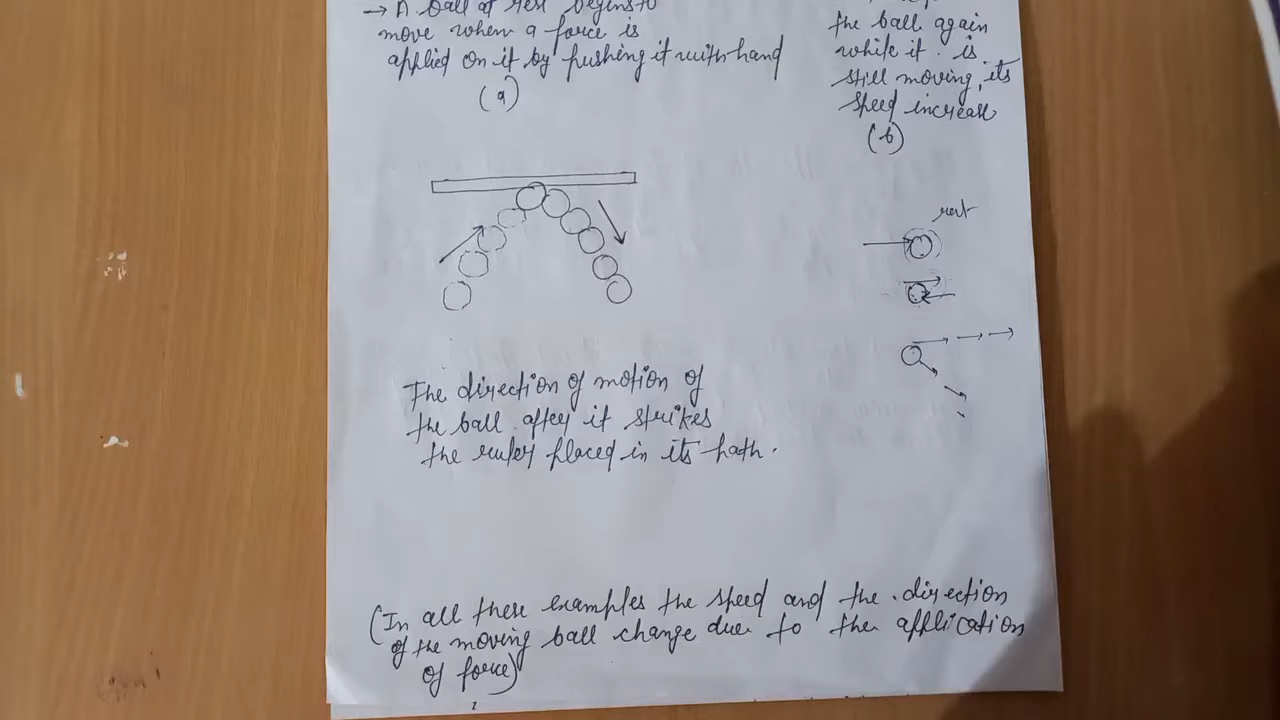 → A ball at rest begins to
move when a force is
applied on it by pushing it with hand
(a)
the ball again
while it is
still moving, its
speed increase
(b)
rest
The direction of motion of
the ball after it strikes
the ruler placed in its path.
(In all these examples the speed and the direction
of the moving ball change due to the application
of force)